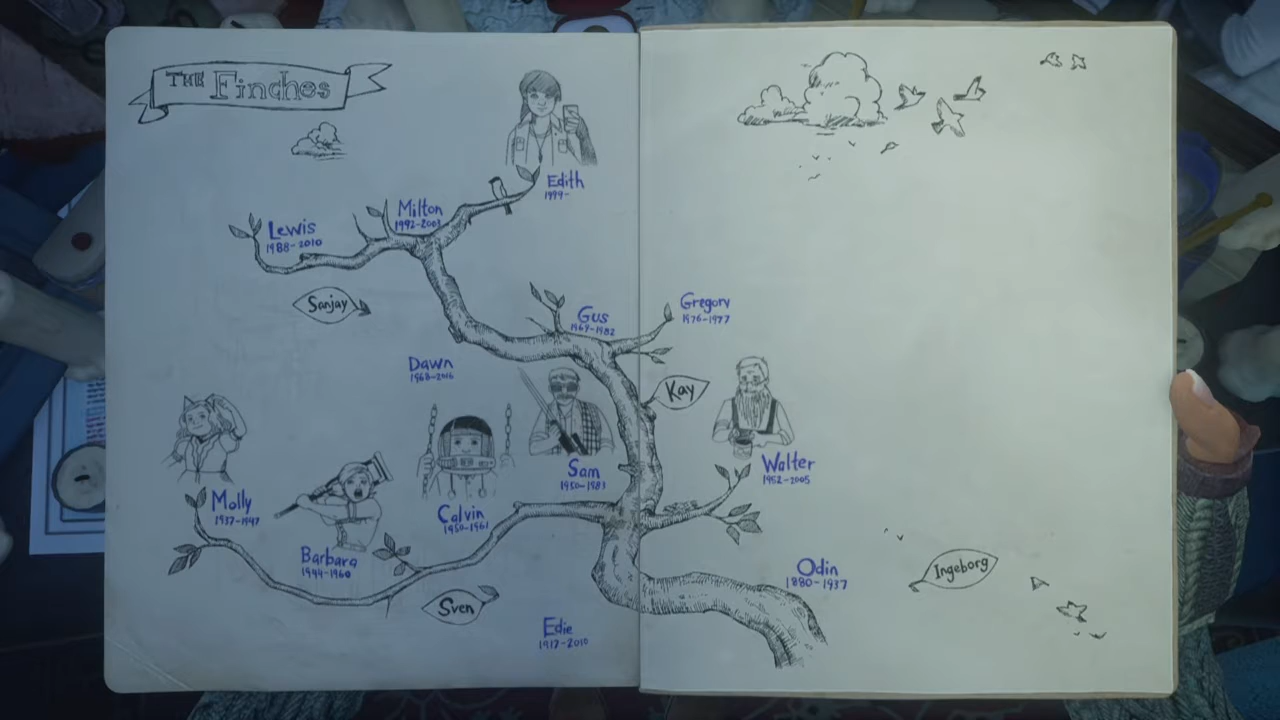 THE Finches
Edith
1999-
Milton
1992-2003
Lewis
1988-2010
Sanjay
Gus
1969-1982
Gregory
1976-1977
Dawn
1968-2016
Kay
Sam
1950-1983
Walter
1952-2005
Molly
1937-1947
Calvin
1950-1961
Barbara
1944-1960
Sven
Odin
1880-1937
Ingeborg
Edie
1917-2010